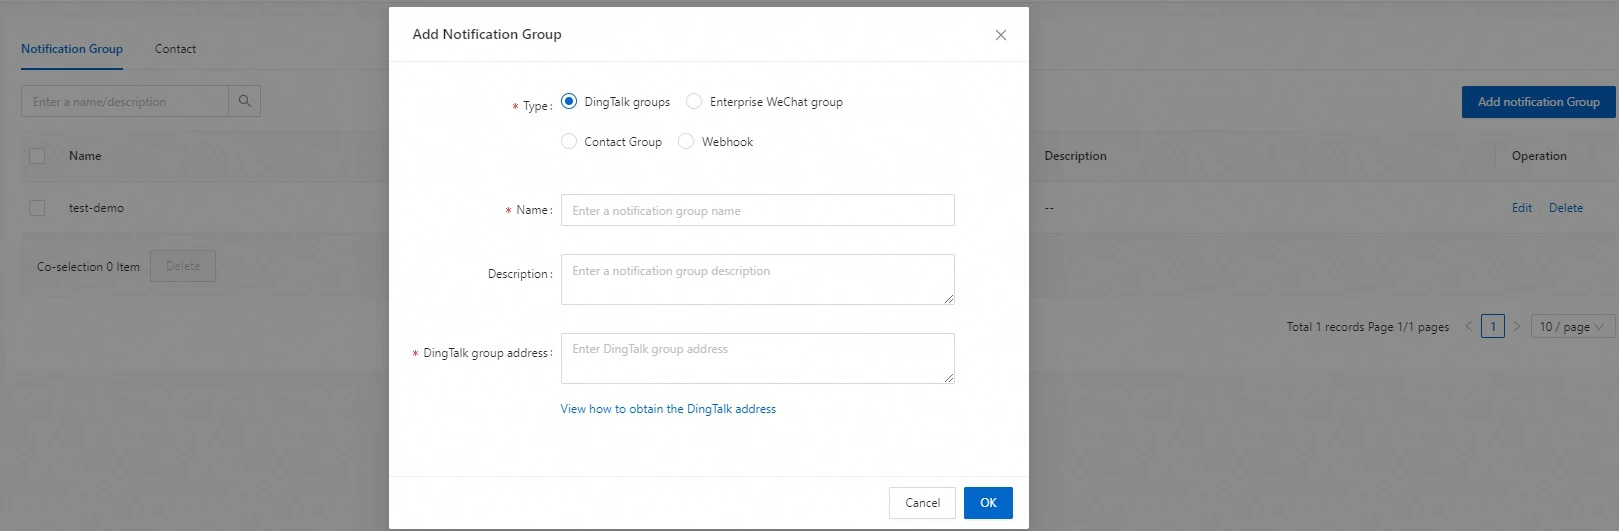 Add Notification Group
Notification Group Contact
Enter a name/description
Add notification Group
* Type: DingTalk groups Enterprise WeChat group
Contact Group Webhook
Name Description Operation
test-demo -- Edit Delete
* Name: Enter a notification group name
Co-selection 0 Item Delete
Description: Enter a notification group description
Total 1 records Page 1/1 pages < 1 > 10 / page
* DingTalk group address: Enter DingTalk group address
View how to obtain the DingTalk address
Cancel OK